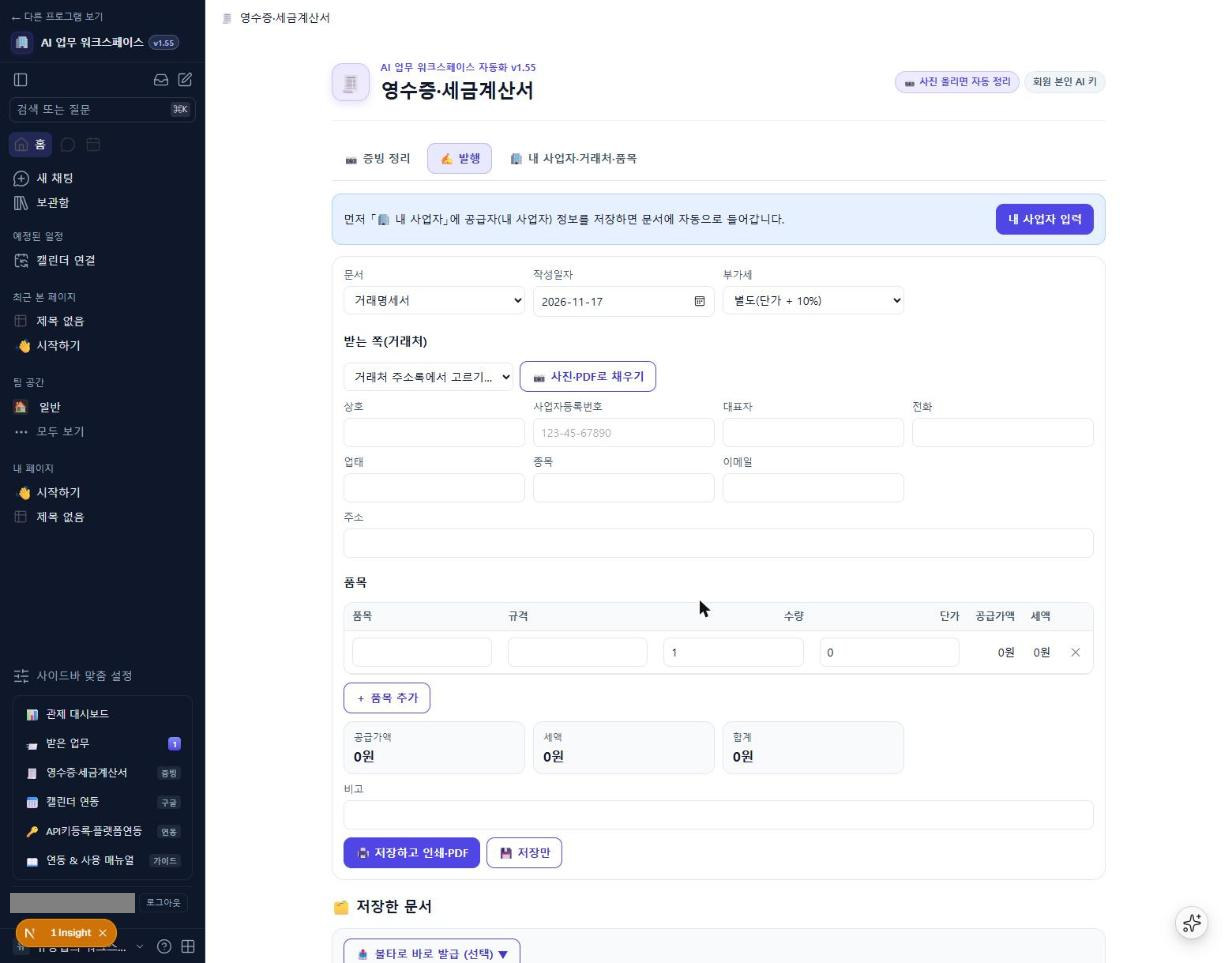 ← 다른 프로그램 보기
AI 업무 워크스페이스 v1.55
검색 또는 질문 ⌘K
홈
새 채팅
보관함
예정된 일정
캘린더 연결
최근 본 페이지
제목 없음
시작하기
팀 공간
일반
모두 보기
내 페이지
시작하기
제목 없음
사이드바 맞춤 설정
관제 대시보드
받은 업무 1
영수증·세금계산서 증빙
캘린더 연동 구글
API키등록·플랫폼연동 연동
연동 & 사용 매뉴얼 가이드
로그아웃
N 1 Insight ×
영수증·세금계산서
AI 업무 워크스페이스 자동화 v1.55
영수증·세금계산서
사진 올리면 자동 정리 회원 본인 AI 키
증빙 정리 발행 내 사업자·거래처·품목
먼저 「 내 사업자」에 공급자(내 사업자) 정보를 저장하면 문서에 자동으로 들어갑니다. 내 사업자 입력
문서 작성일자 부가세
거래명세서 2026-11-17 별도(단가 + 10%)
받는 쪽(거래처)
거래처 주소록에서 고르기... 사진·PDF로 채우기
상호 사업자등록번호 대표자 전화
123-45-67890
업태 종목 이메일
주소
품목
품목 규격 수량 단가 공급가액 세액
1 0 0원 0원 ×
+ 품목 추가
공급가액 세액 합계
0원 0원 0원
비고
저장하고 인쇄·PDF 저장만
저장한 문서
볼타로 바로 발급 (선택) ▼